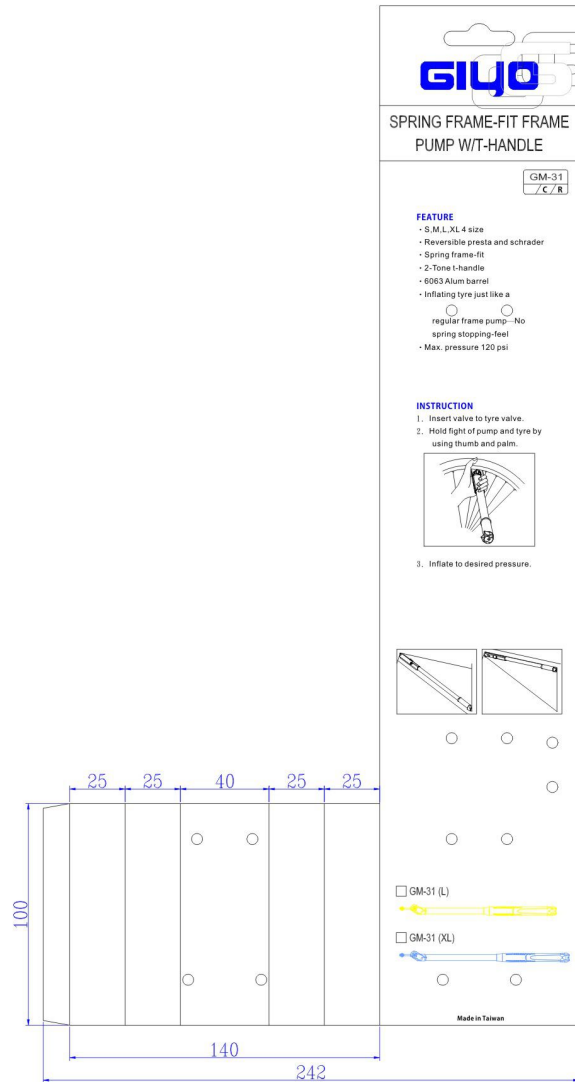 GIYO
SPRING FRAME-FIT FRAME
PUMP W/T-HANDLE
GM-31
/C/R
FEATURE
· S,M,L,XL 4 size
· Reversible presta and schrader
· Spring frame-fit
· 2-Tone t-handle
· 6063 Alum barrel
· Inflating tyre just like a
regular frame pump—No
spring stopping-feel
· Max. pressure 120 psi
INSTRUCTION
1. Insert valve to tyre valve.
2. Hold fight of pump and tyre by
using thumb and palm.
3. Inflate to desired pressure.
25 25 40 25 25
100
GM-31 (L)
GM-31 (XL)
Made in Taiwan
140
242